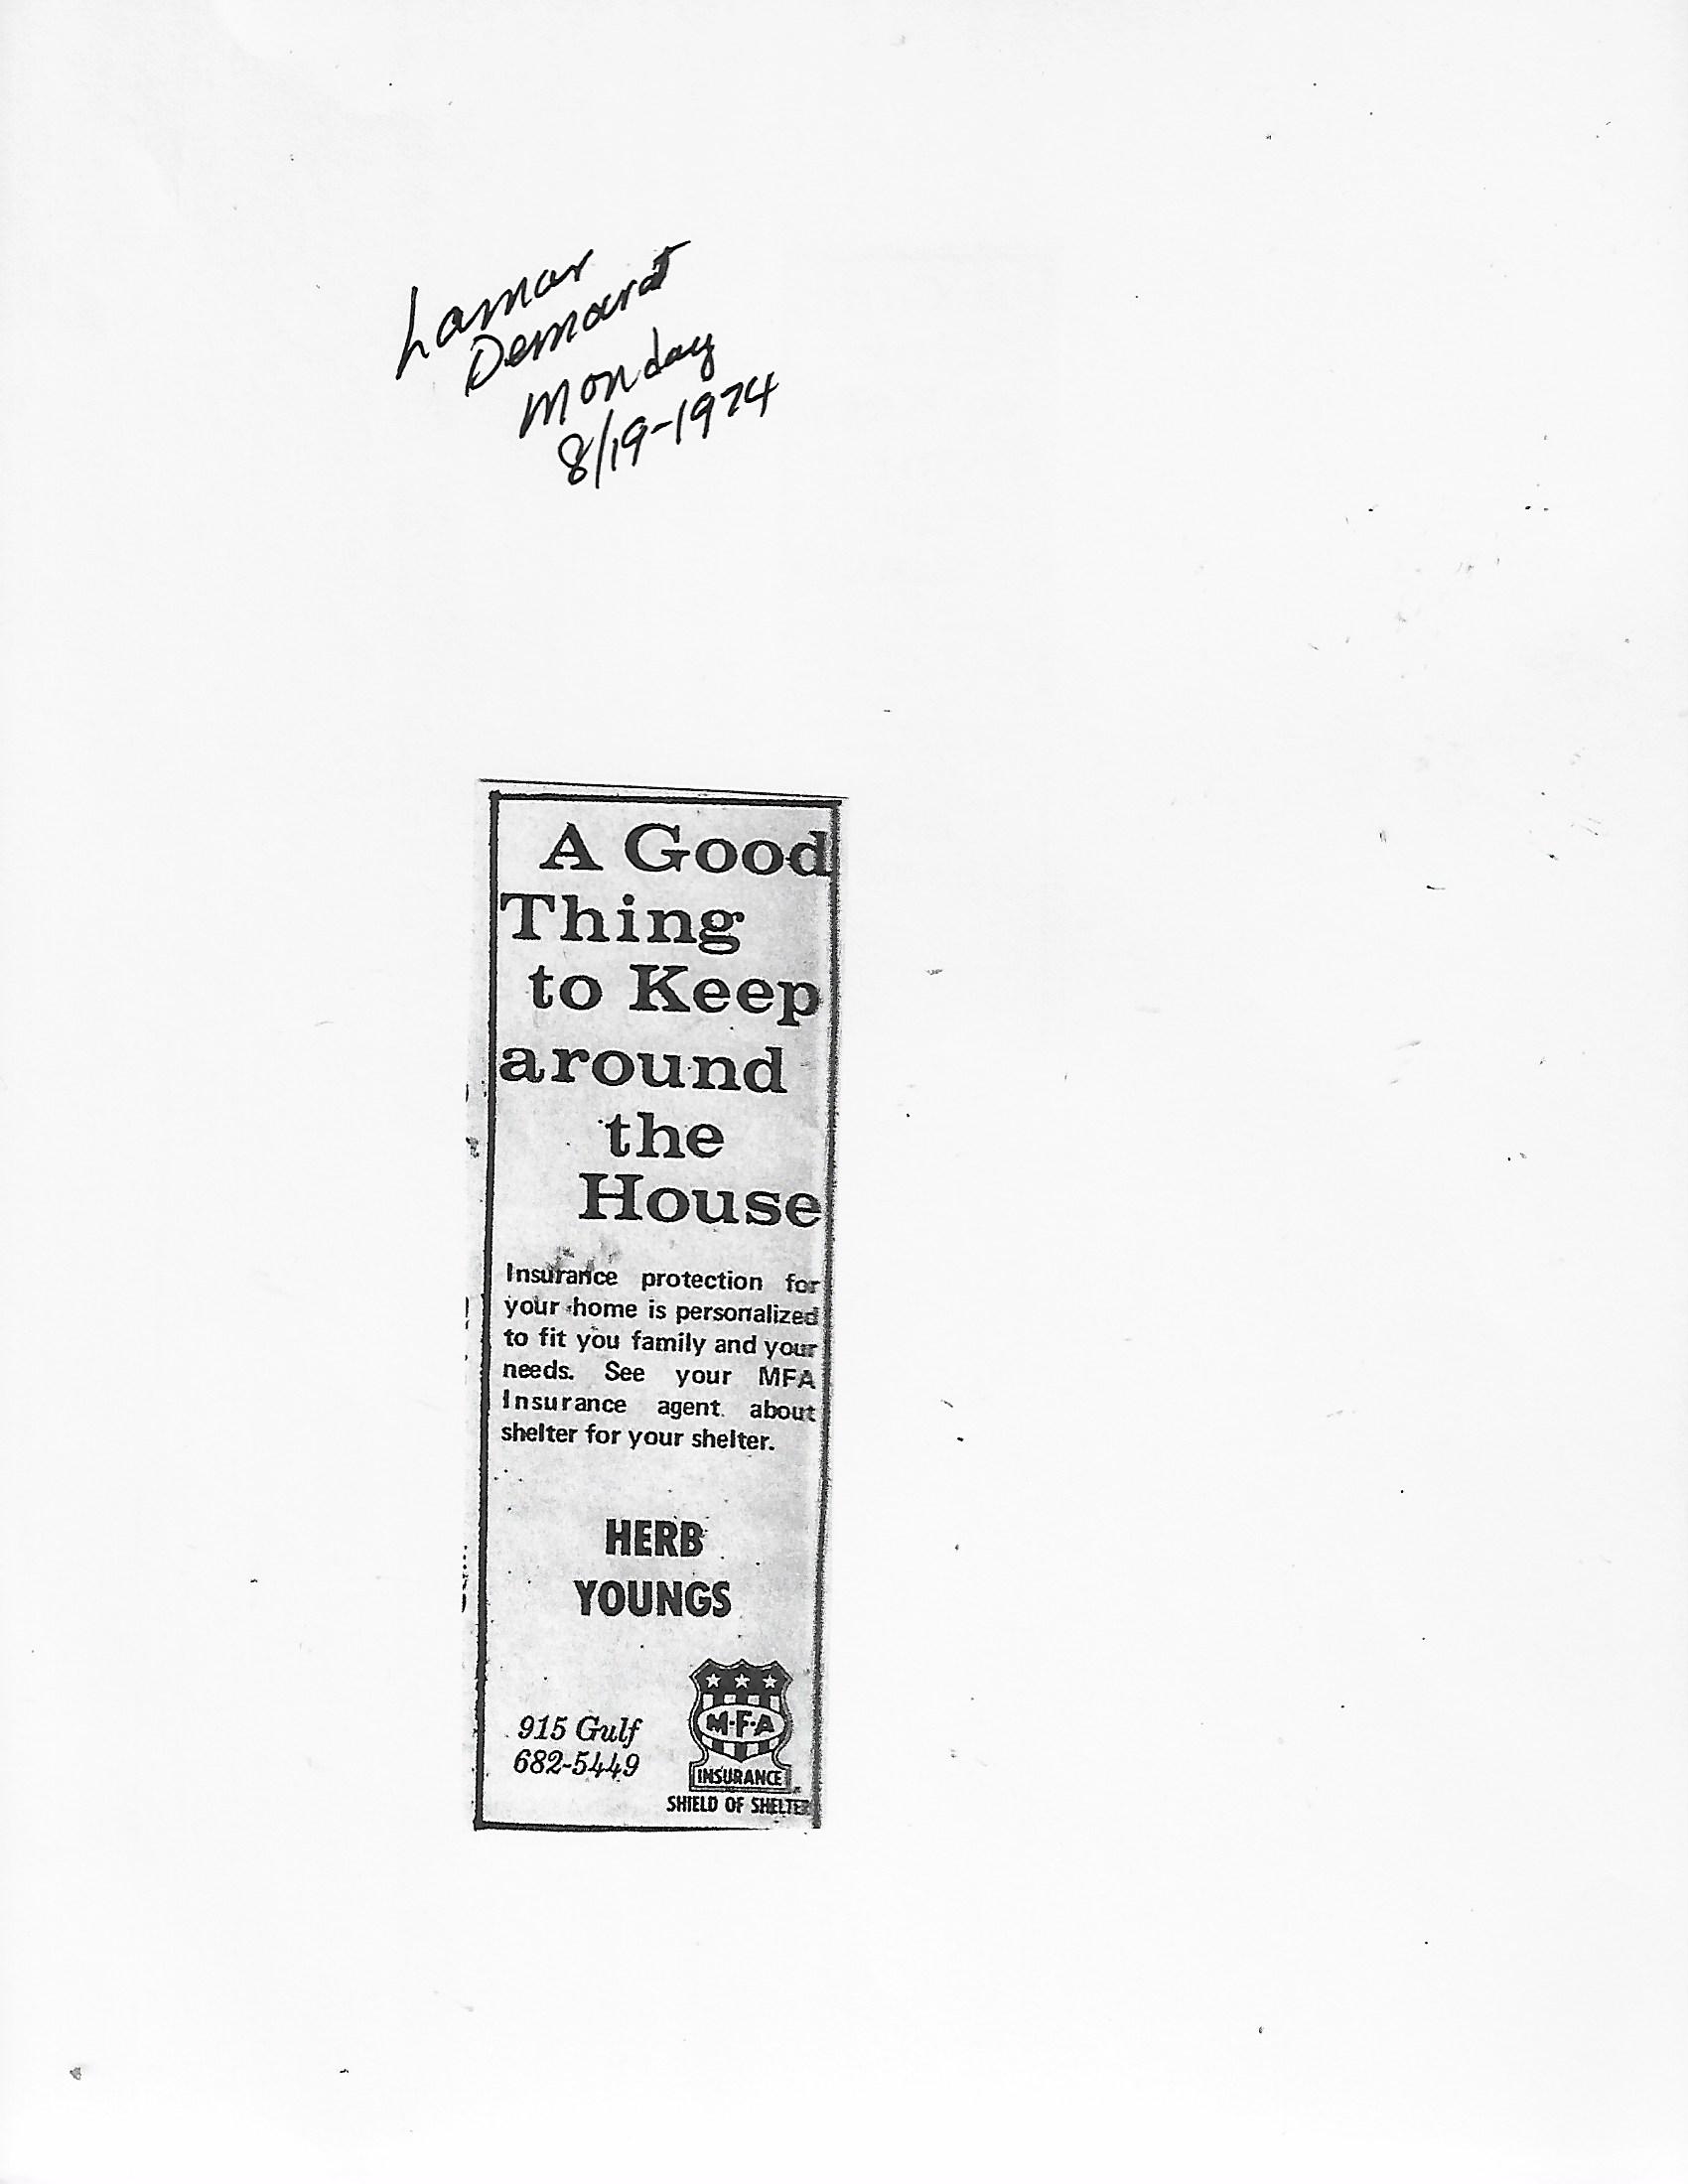 Lamar
Democrat
Monday
8/19-1974
A Good
Thing
to Keep
around
the
House
Insurance protection for
your home is personalized
to fit you family and your
needs. See your MFA
Insurance agent about
shelter for your shelter.
HERB
YOUNGS
915 Gulf
682-5449
M·F·A
INSURANCE
SHIELD OF SHELTER